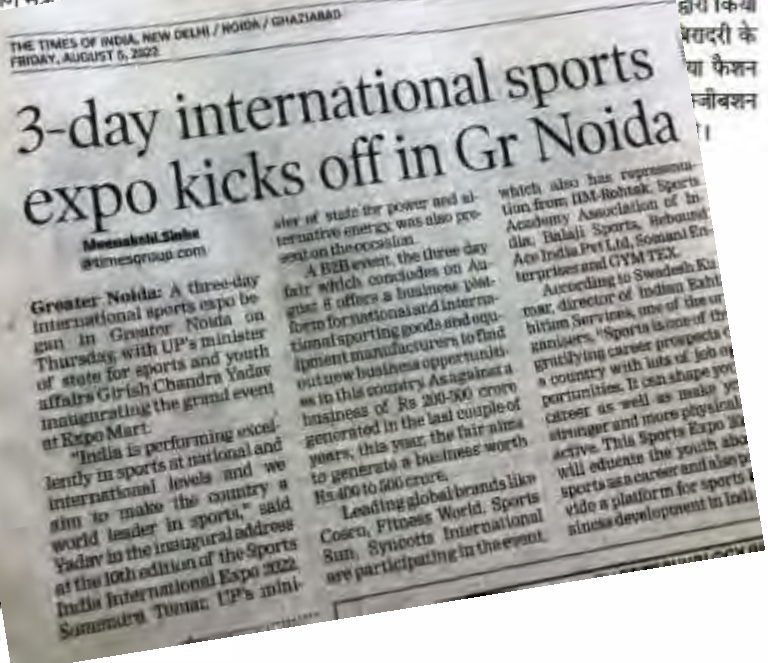 THE TIMES OF INDIA, NEW DELHI / NOIDA / GHAZIABAD
FRIDAY, AUGUST 5, 2022
3-day international sports
expo kicks off in Gr Noida
Meenakshi.Sinha
@timesgroup.com
Greater Noida: A three-day
international sports expo be-
gan in Greater Noida on
Thursday, with UP's minister
of state for sports and youth
affairs Girish Chandra Yadav
inaugurating the grand event
at Expo Mart.
"India is performing excel-
lently in sports at national and
international levels and we
aim to make the country a
world leader in sports," said
Yadav in the inaugural address
at the 10th edition of the Sports
India International Expo 2022.
Somendra Tomar, UP's mini-
ster of state for power and al-
ternative energy, was also pre-
sent on the occasion.
A B2B event, the three day
fair which concludes on Au-
gust 6 offers a business plat-
form for national and interna-
tional sporting goods and equ-
ipment manufacturers to find
out new business opportuniti-
es in this country. As against a
business of Rs 200-300 crore
generated in the last couple of
years, this year, the fair aims
to generate a business worth
Rs 400 to 500 crore.
Leading global brands like
Cosco, Fitness World, Sports
Sun, Syncotts International
are participating in the event,
which also has representa-
tion from IIM-Rohtak, Sports
Academy Association of In-
dia, Balaji Sports, Rebound
Ace India Pvt Ltd, Somani En-
terprises and GYM TEX.
According to Swadesh Ku
mar, director of Indian Exhi
bition Services, one of the or
ganisers, "Sports is one of th
gratifying career prospects
a country with lots of job o
portunities. It can shape yo
career as well as make y
stronger and more physical
active. This Sports Expo
will educate the youth abo
sports as a career and also p
vide a platform for sports
siness development in Indi
द्वारा किया
रादरी के
या फैशन
जीबशन